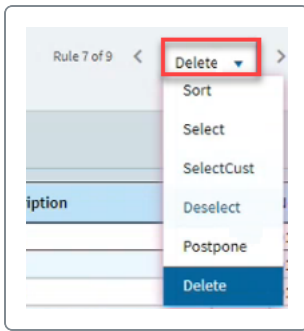 Rule 7 of 9 < Delete ▾ >
Sort
Select
SelectCust
iption Deselect
Postpone
Delete